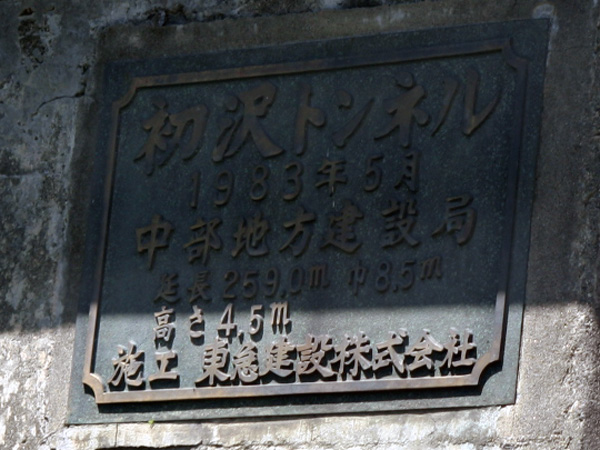 初沢トンネル
1983年5月
中部地方建設局
延長259.0m 巾8.5m
高さ4.5m
施工 東急建設株式会社